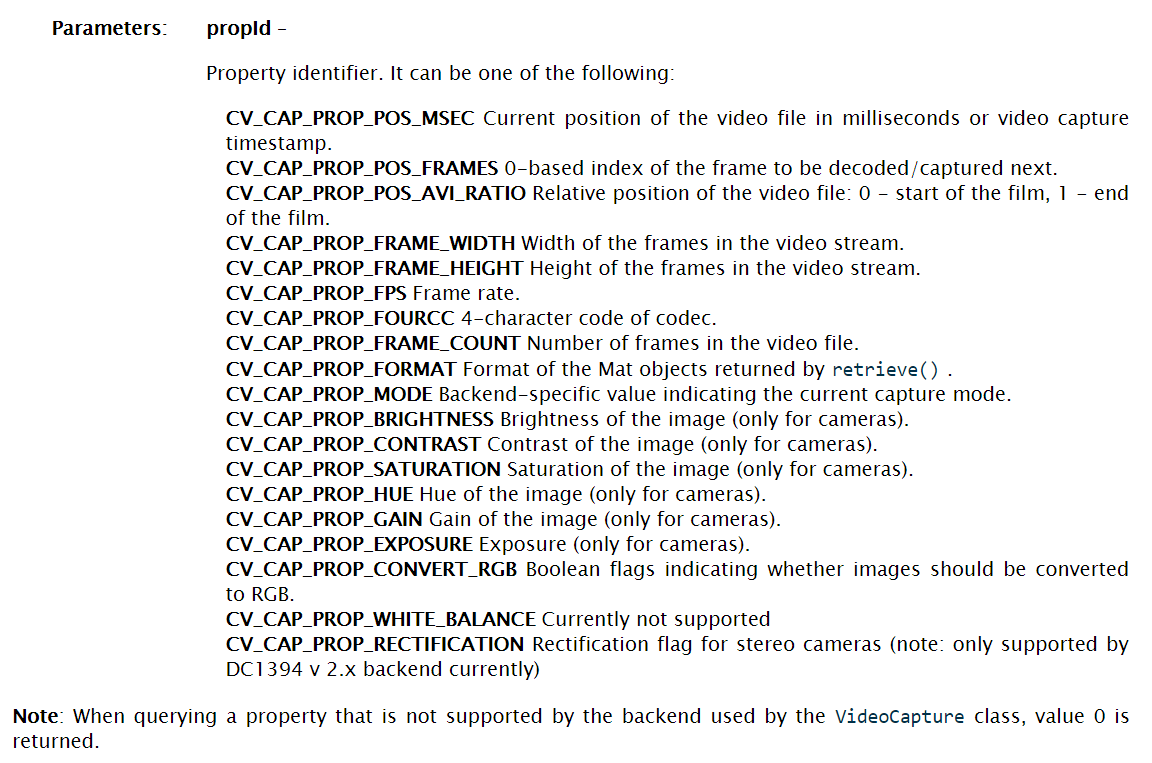 Parameters: propId –
Property identifier. It can be one of the following:
CV_CAP_PROP_POS_MSEC Current position of the video file in milliseconds or video capture
timestamp.
CV_CAP_PROP_POS_FRAMES 0-based index of the frame to be decoded/captured next.
CV_CAP_PROP_POS_AVI_RATIO Relative position of the video file: 0 - start of the film, 1 - end
of the film.
CV_CAP_PROP_FRAME_WIDTH Width of the frames in the video stream.
CV_CAP_PROP_FRAME_HEIGHT Height of the frames in the video stream.
CV_CAP_PROP_FPS Frame rate.
CV_CAP_PROP_FOURCC 4-character code of codec.
CV_CAP_PROP_FRAME_COUNT Number of frames in the video file.
CV_CAP_PROP_FORMAT Format of the Mat objects returned by retrieve() .
CV_CAP_PROP_MODE Backend-specific value indicating the current capture mode.
CV_CAP_PROP_BRIGHTNESS Brightness of the image (only for cameras).
CV_CAP_PROP_CONTRAST Contrast of the image (only for cameras).
CV_CAP_PROP_SATURATION Saturation of the image (only for cameras).
CV_CAP_PROP_HUE Hue of the image (only for cameras).
CV_CAP_PROP_GAIN Gain of the image (only for cameras).
CV_CAP_PROP_EXPOSURE Exposure (only for cameras).
CV_CAP_PROP_CONVERT_RGB Boolean flags indicating whether images should be converted
to RGB.
CV_CAP_PROP_WHITE_BALANCE Currently not supported
CV_CAP_PROP_RECTIFICATION Rectification flag for stereo cameras (note: only supported by
DC1394 v 2.x backend currently)
Note: When querying a property that is not supported by the backend used by the VideoCapture class, value 0 is
returned.